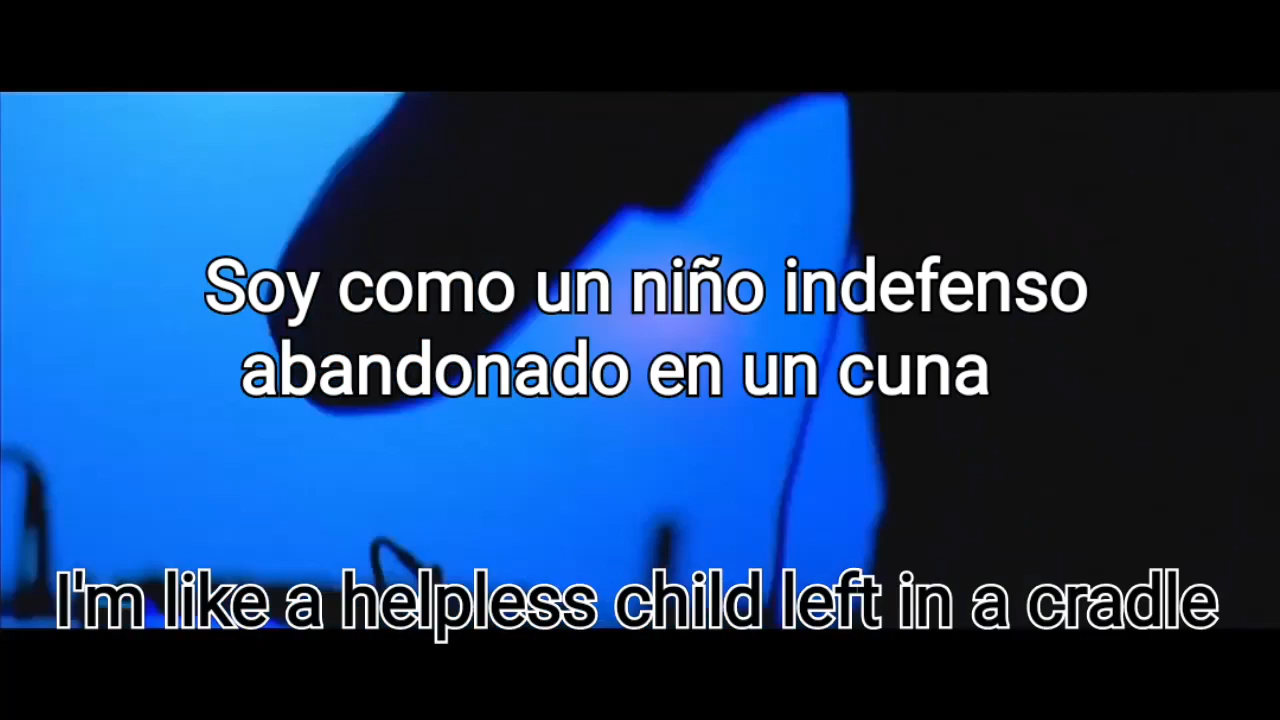 Soy como un niño indefenso
abandonado en un cuna
I'm like a helpless child left in a cradle